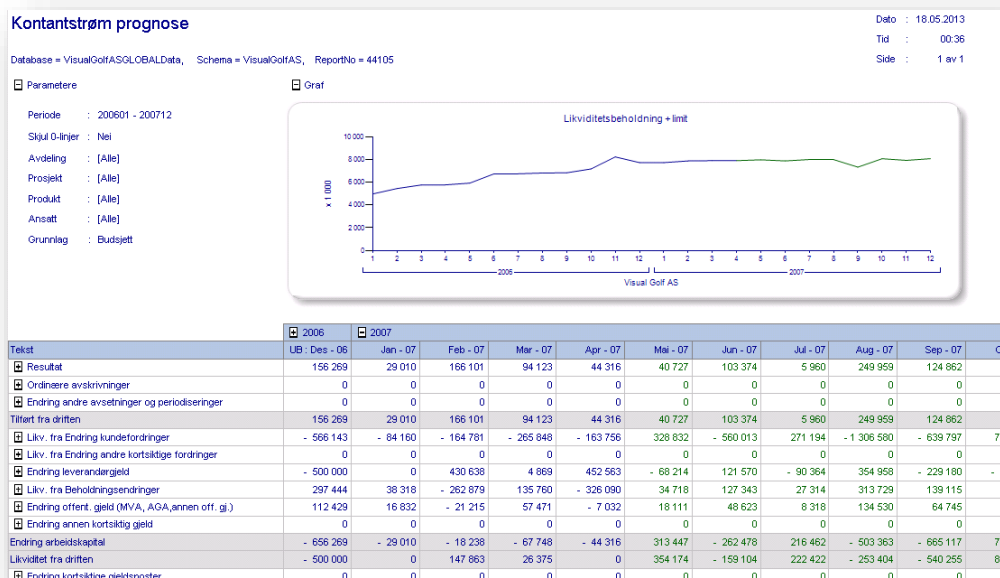 Kontantstrøm prognose
Dato : 18.05.2013
Tid : 00:36
Side : 1 av 1
Database = VisualGolfASGLOBALData, Schema = VisualGolfAS, ReportNo = 44105
Parametere
Periode : 200601 - 200712
Skjul 0-linjer : Nei
Avdeling : [Alle]
Prosjekt : [Alle]
Produkt : [Alle]
Ansatt : [Alle]
Grunnlag : Budsjett
Graf
Likviditetsbeholdning + limit
x 1 000
10 000
8 000
6 000
4 000
2 000
0
1 2 3 4 5 6 7 8 9 10 11 12 1 2 3 4 5 6 7 8 9 10 11 12
2006 2007
Visual Golf AS
2006 2007
Tekst UB : Des - 06 Jan - 07 Feb - 07 Mar - 07 Apr - 07 Mai - 07 Jun - 07 Jul - 07 Aug - 07 Sep - 07
Resultat 156 269 29 010 166 101 94 123 44 316 40 727 103 374 5 960 249 959 124 862
Ordinære avskrivninger 0 0 0 0 0 0 0 0 0 0
Endring andre avsetninger og periodiseringer 0 0 0 0 0 0 0 0 0 0
Tilført fra driften 156 269 29 010 166 101 94 123 44 316 40 727 103 374 5 960 249 959 124 862
Likv. fra Endring kundefordringer - 566 143 - 84 160 - 164 781 - 265 848 - 163 756 328 832 - 560 013 271 194 - 1 306 580 - 639 797 7
Likv. fra Endring andre kortsiktige fordringer 0 0 0 0 0 0 0 0 0 0
Endring leverandørgjeld - 500 000 0 430 638 4 869 452 563 - 68 214 121 570 - 90 364 354 958 - 229 180 -
Likv. fra Beholdningsendringer 297 444 38 318 - 262 879 135 760 - 326 090 34 718 127 343 27 314 313 729 139 115
Endring offent. gjeld (MVA, AGA,annen off. gj.) 112 429 16 832 - 21 215 57 471 - 7 032 18 111 48 623 8 318 134 530 64 745
Endring annen kortsiktig gjeld 0 0 0 0 0 0 0 0 0 0
Endring arbeidskapital - 656 269 - 29 010 - 18 238 - 67 748 - 44 316 313 447 - 262 478 216 462 - 503 363 - 665 117 7
Likviditet fra driften - 500 000 0 147 863 26 375 0 354 174 - 159 104 222 422 - 253 404 - 540 255 8
Endring kortsiktige gjeldsposter 0 0 0 0 0 0 0 0 0 0